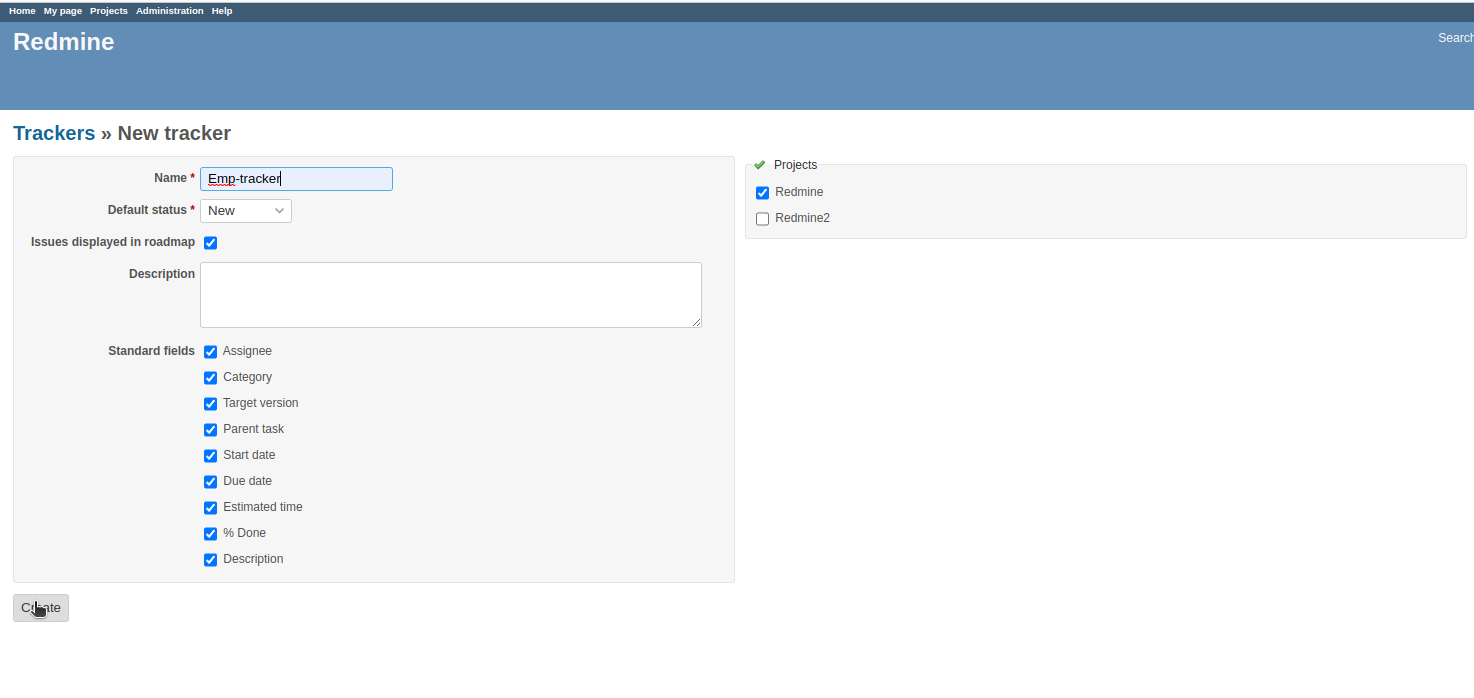 Home My page Projects Administration Help
Redmine
Search
Trackers » New tracker
Name *
Emp-tracker
Default status *
New
Issues displayed in roadmap
Description
Standard fields
Assignee
Category
Target version
Parent task
Start date
Due date
Estimated time
% Done
Description
Create
Projects
Redmine
Redmine2